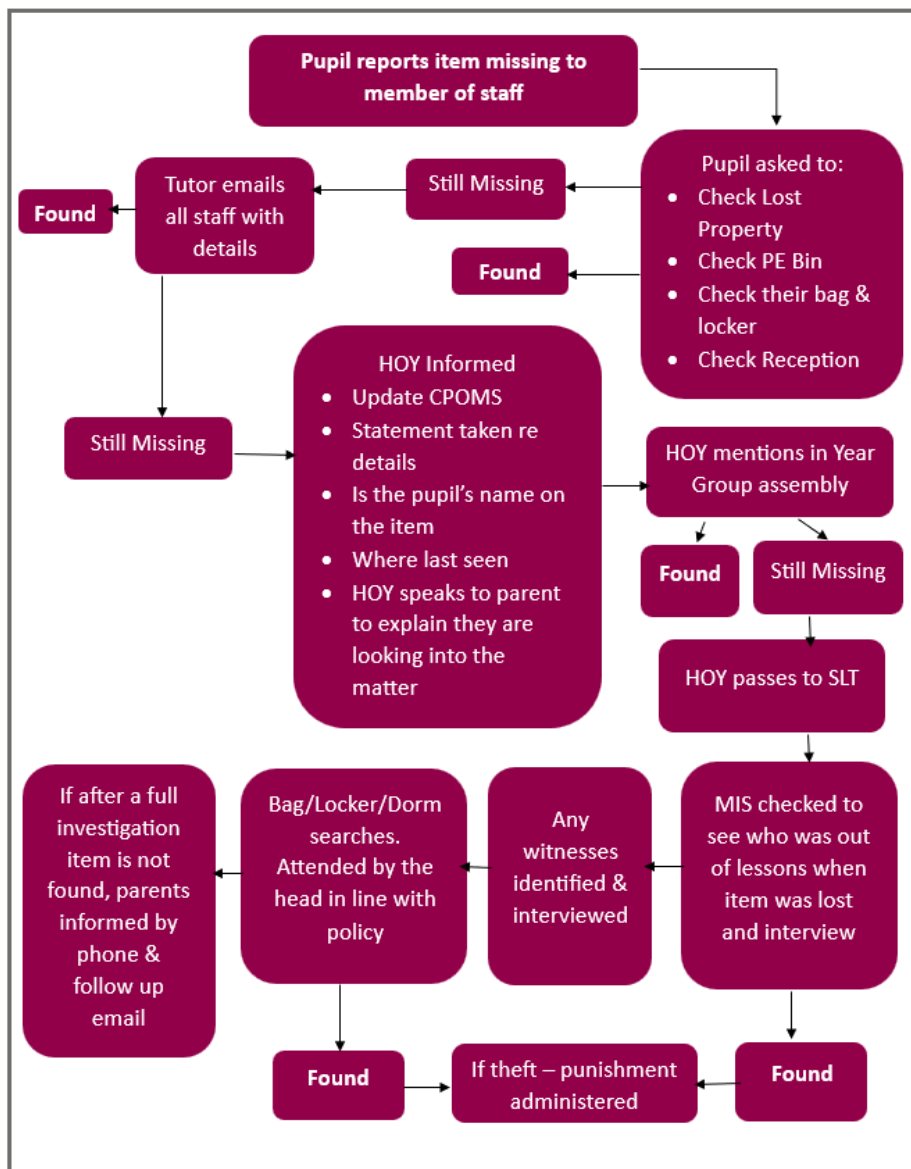 Pupil reports item missing to
member of staff
Pupil asked to:
• Check Lost
Property
• Check PE Bin
• Check their bag &
locker
• Check Reception
Still Missing
Found
Tutor emails
all staff with
details
Found
Still Missing
HOY Informed
• Update CPOMS
• Statement taken re
details
• Is the pupil's name on
the item
• Where last seen
• HOY speaks to parent
to explain they are
looking into the
matter
HOY mentions in Year
Group assembly
Found
Still Missing
HOY passes to SLT
MIS checked to
see who was out
of lessons when
item was lost
and interview
Any
witnesses
identified &
interviewed
Bag/Locker/Dorm
searches.
Attended by the
head in line with
policy
If after a full
investigation
item is not
found, parents
informed by
phone &
follow up
email
Found
If theft – punishment
administered
Found